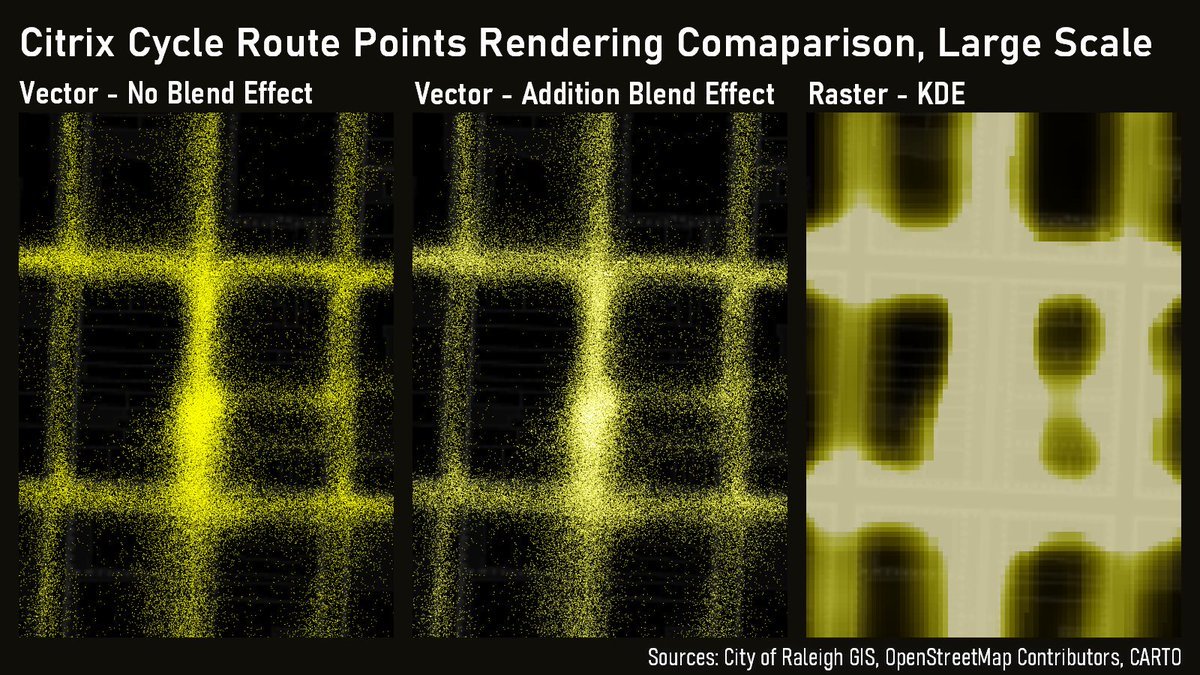 Citrix Cycle Route Points Rendering Comaparison, Large Scale
Vector - No Blend Effect
Vector - Addition Blend Effect
Raster - KDE
Sources: City of Raleigh GIS, OpenStreetMap Contributors, CARTO